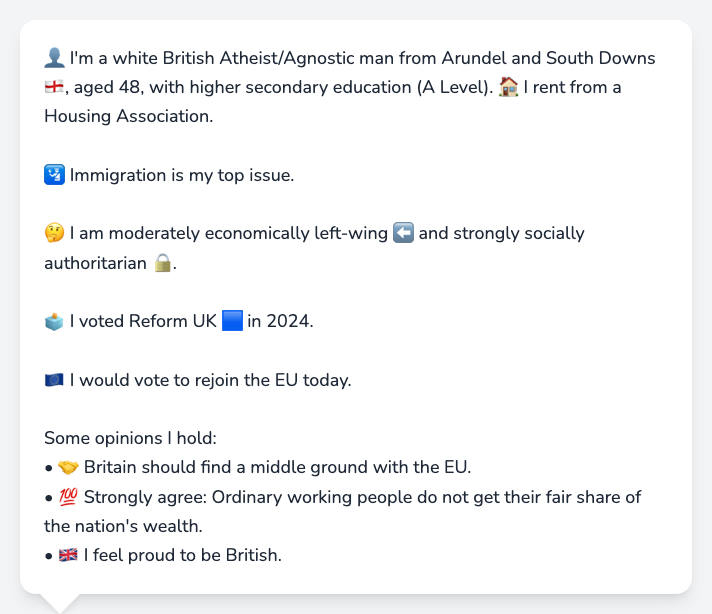 👤 I'm a white British Atheist/Agnostic man from Arundel and South Downs
🏴󠁧󠁢󠁥󠁮󠁧󠁿, aged 48, with higher secondary education (A Level). 🏠 I rent from a
Housing Association.
🛂 Immigration is my top issue.
🤔 I am moderately economically left-wing ⬅️ and strongly socially
authoritarian 🔒.
🗳️ I voted Reform UK 🟦 in 2024.
🇪🇺 I would vote to rejoin the EU today.
Some opinions I hold:
• 🤝 Britain should find a middle ground with the EU.
• 💯 Strongly agree: Ordinary working people do not get their fair share of
the nation's wealth.
• 🇬🇧 I feel proud to be British.